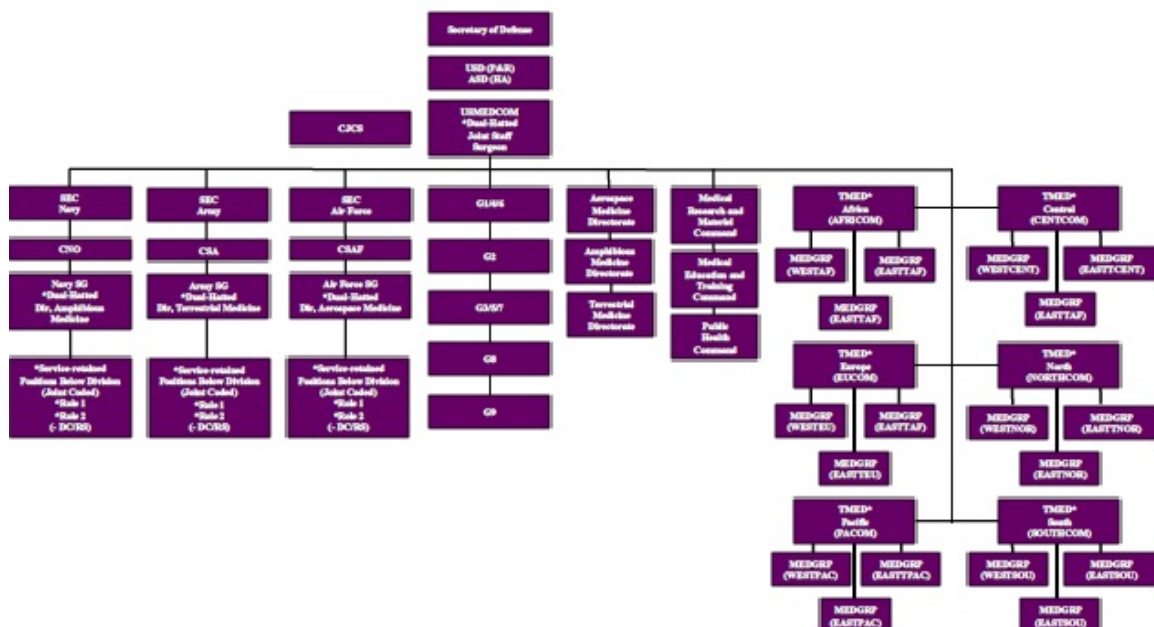 Secretary of Defense
USD (P&R)
ASD (HA)
CJCS
USMEDCOM
*Dual-Hatted
Joint Staff
Surgeon
SEC
Navy
CNO
Navy SG
*Dual-Hatted
Dir, Amphibious
Medicine
*Service-retained
Positions Below Division
(Joint Coded)
*Role 1
*Role 2
(- DC/RS)
SEC
Army
CSA
Army SG
*Dual-Hatted
Dir, Terrestrial Medicine
*Service-retained
Positions Below Division
(Joint Coded)
*Role 1
*Role 2
(- DC/RS)
SEC
Air Force
CSAF
Air Force SG
*Dual-Hatted
Dir, Aerospace Medicine
*Service-retained
Positions Below Division
(Joint Coded)
*Role 1
*Role 2
(- DC/RS)
G1/4/6
G2
G3/5/7
G8
G9
Aerospace
Medicine
Directorate
Amphibious
Medicine
Directorate
Terrestrial
Medicine
Directorate
Medical
Research and
Material
Command
Medical
Education and
Training
Command
Public
Health
Command
TMED*
Africa
(AFRICOM)
MEDGRP
(WESTAF)
MEDGRP
(EASTTAF)
MEDGRP
(EASTTAF)
TMED*
Central
(CENTCOM)
MEDGRP
(WESTCENT)
MEDGRP
(EASTTCENT)
MEDGRP
(EASTTAF)
TMED*
Europe
(EUCOM)
MEDGRP
(WESTEU)
MEDGRP
(EASTTAF)
MEDGRP
(EASTTEU)
TMED*
North
(NORTHCOM)
MEDGRP
(WESTNOR)
MEDGRP
(EASTTNOR)
MEDGRP
(EASTNOR)
TMED*
Pacific
(PACOM)
MEDGRP
(WESTPAC)
MEDGRP
(EASTTPAC)
MEDGRP
(EASTPAC)
TMED*
South
(SOUTHCOM)
MEDGRP
(WESTSOU)
MEDGRP
(EASTSOU)
MEDGRP
(EASTSOU)